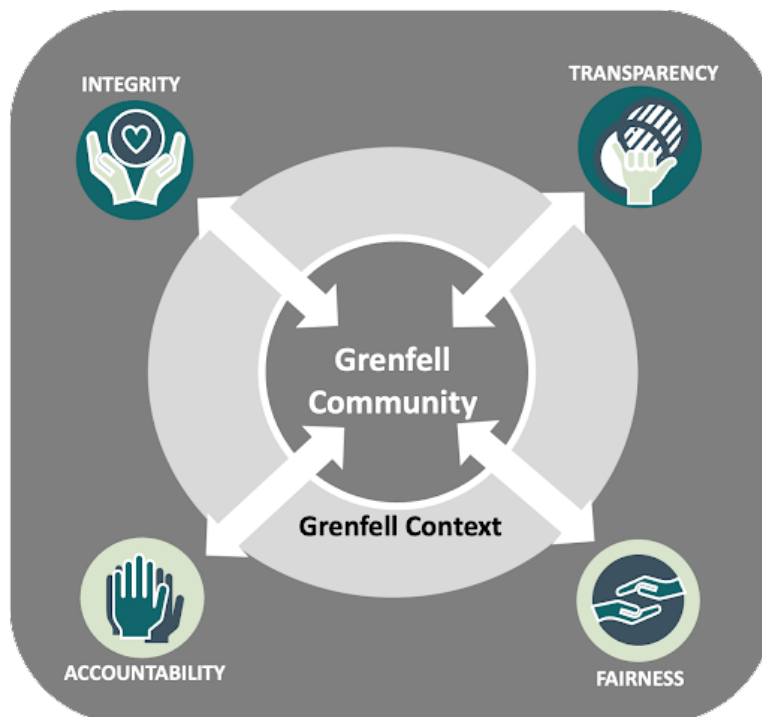 INTEGRITY
TRANSPARENCY
Grenfell
Community
Grenfell Context
ACCOUNTABILITY
FAIRNESS